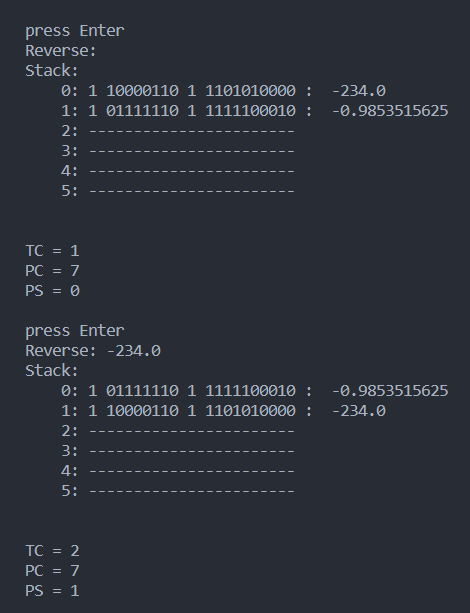 press Enter
Reverse:
Stack:
    0: 1 10000110 1 1101010000 :  -234.0
    1: 1 01111110 1 1111100010 :  -0.9853515625
    2: -----------------------
    3: -----------------------
    4: -----------------------
    5: -----------------------
TC = 1
PC = 7
PS = 0
press Enter
Reverse: -234.0
Stack:
    0: 1 01111110 1 1111100010 :  -0.9853515625
    1: 1 10000110 1 1101010000 :  -234.0
    2: -----------------------
    3: -----------------------
    4: -----------------------
    5: -----------------------
TC = 2
PC = 7
PS = 1